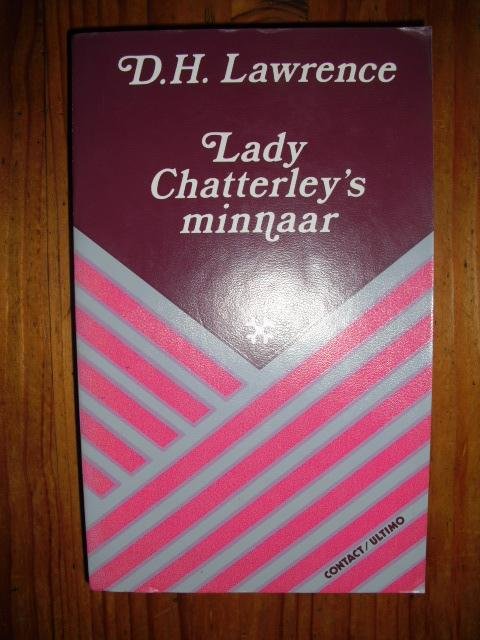 D.H. Lawrence
Lady
Chatterley's
minnaar
CONTACT / ULTIMO